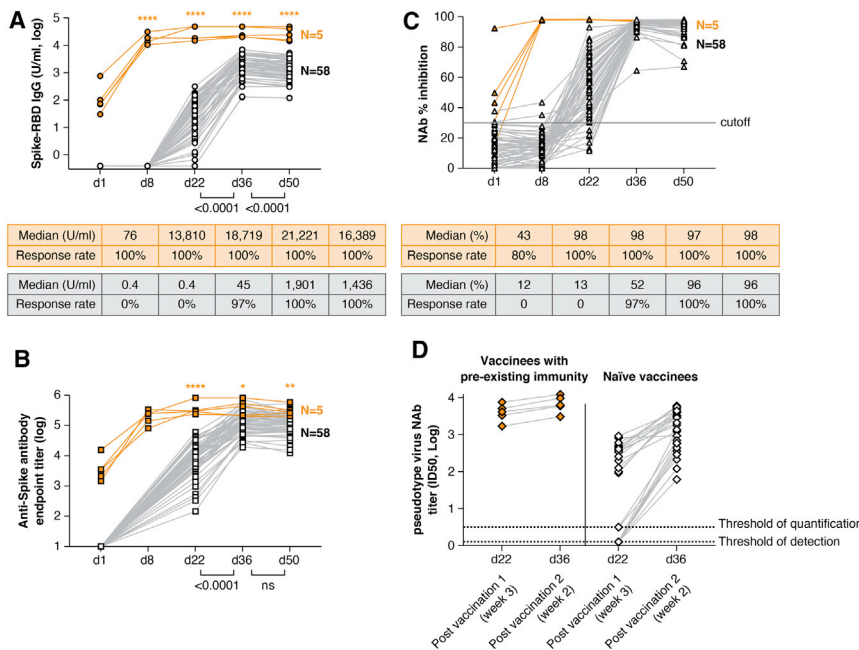 A
Spike-RBD IgG (U/ml, log)
5
4
3
2
1
0
**** **** **** ****
N=5
N=58
d1 d8 d22 d36 d50
<0.0001 <0.0001
Median (U/ml) 76 13,810 18,719 21,221 16,389
Response rate 100% 100% 100% 100% 100%
Median (U/ml) 0.4 0.4 45 1,901 1,436
Response rate 0% 0% 97% 100% 100%
C
NAb % inhibition
100
80
60
40
20
0
N=5
N=58
cutoff
d1 d8 d22 d36 d50
Median (%) 43 98 98 97 98
Response rate 80% 100% 100% 100% 100%
Median (%) 12 13 52 96 96
Response rate 0 0 97% 100% 100%
B
Anti-Spike antibody
endpoint titer (log)
6
5
4
3
2
1
**** * **
N=5
N=58
d1 d8 d22 d36 d50
<0.0001 ns
D
Vaccinees with
pre-existing immunity
Naïve vaccinees
pseudotype virus NAb
titer (ID50, Log)
4
3
2
1
0
Threshold of quantification
Threshold of detection
d22 d36 d22 d36
Post vaccination 1
(week 3)
Post vaccination 2
(week 2)
Post vaccination 1
(week 3)
Post vaccination 2
(week 2)